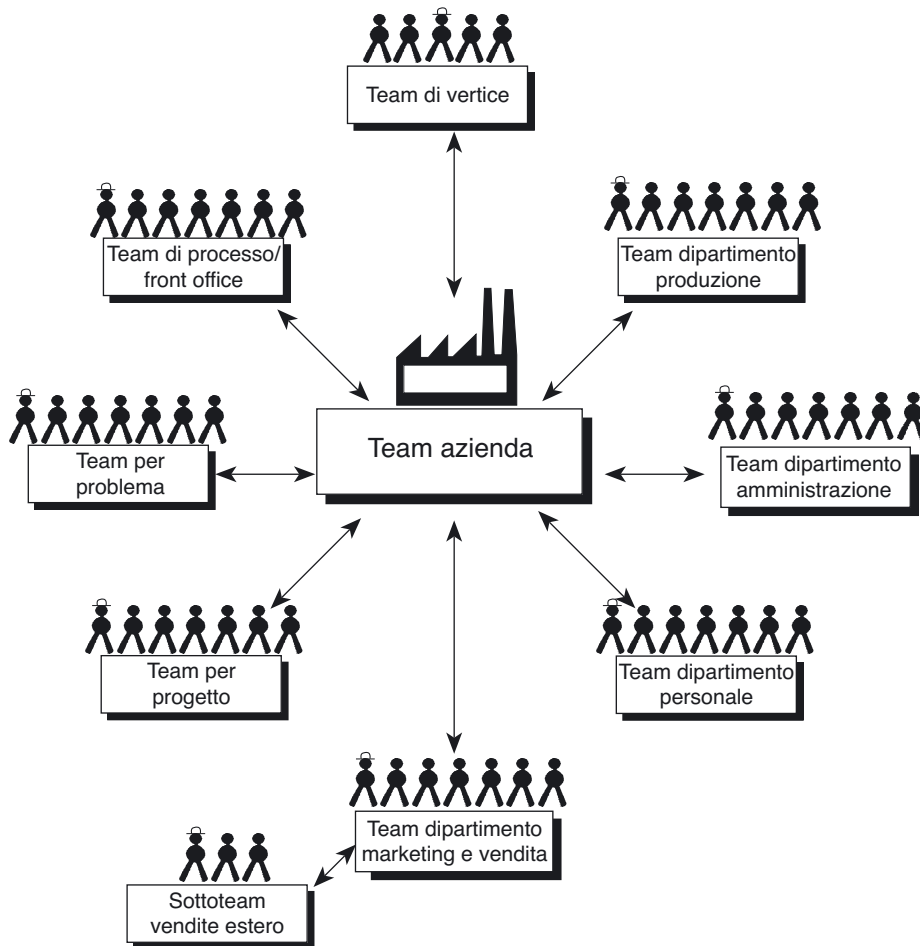 Team di vertice
Team di processo/
front office
Team dipartimento
produzione
Team azienda
Team per
problema
Team dipartimento
amministrazione
Team per
progetto
Team dipartimento
personale
Team dipartimento
marketing e vendita
Sottoteam
vendite estero